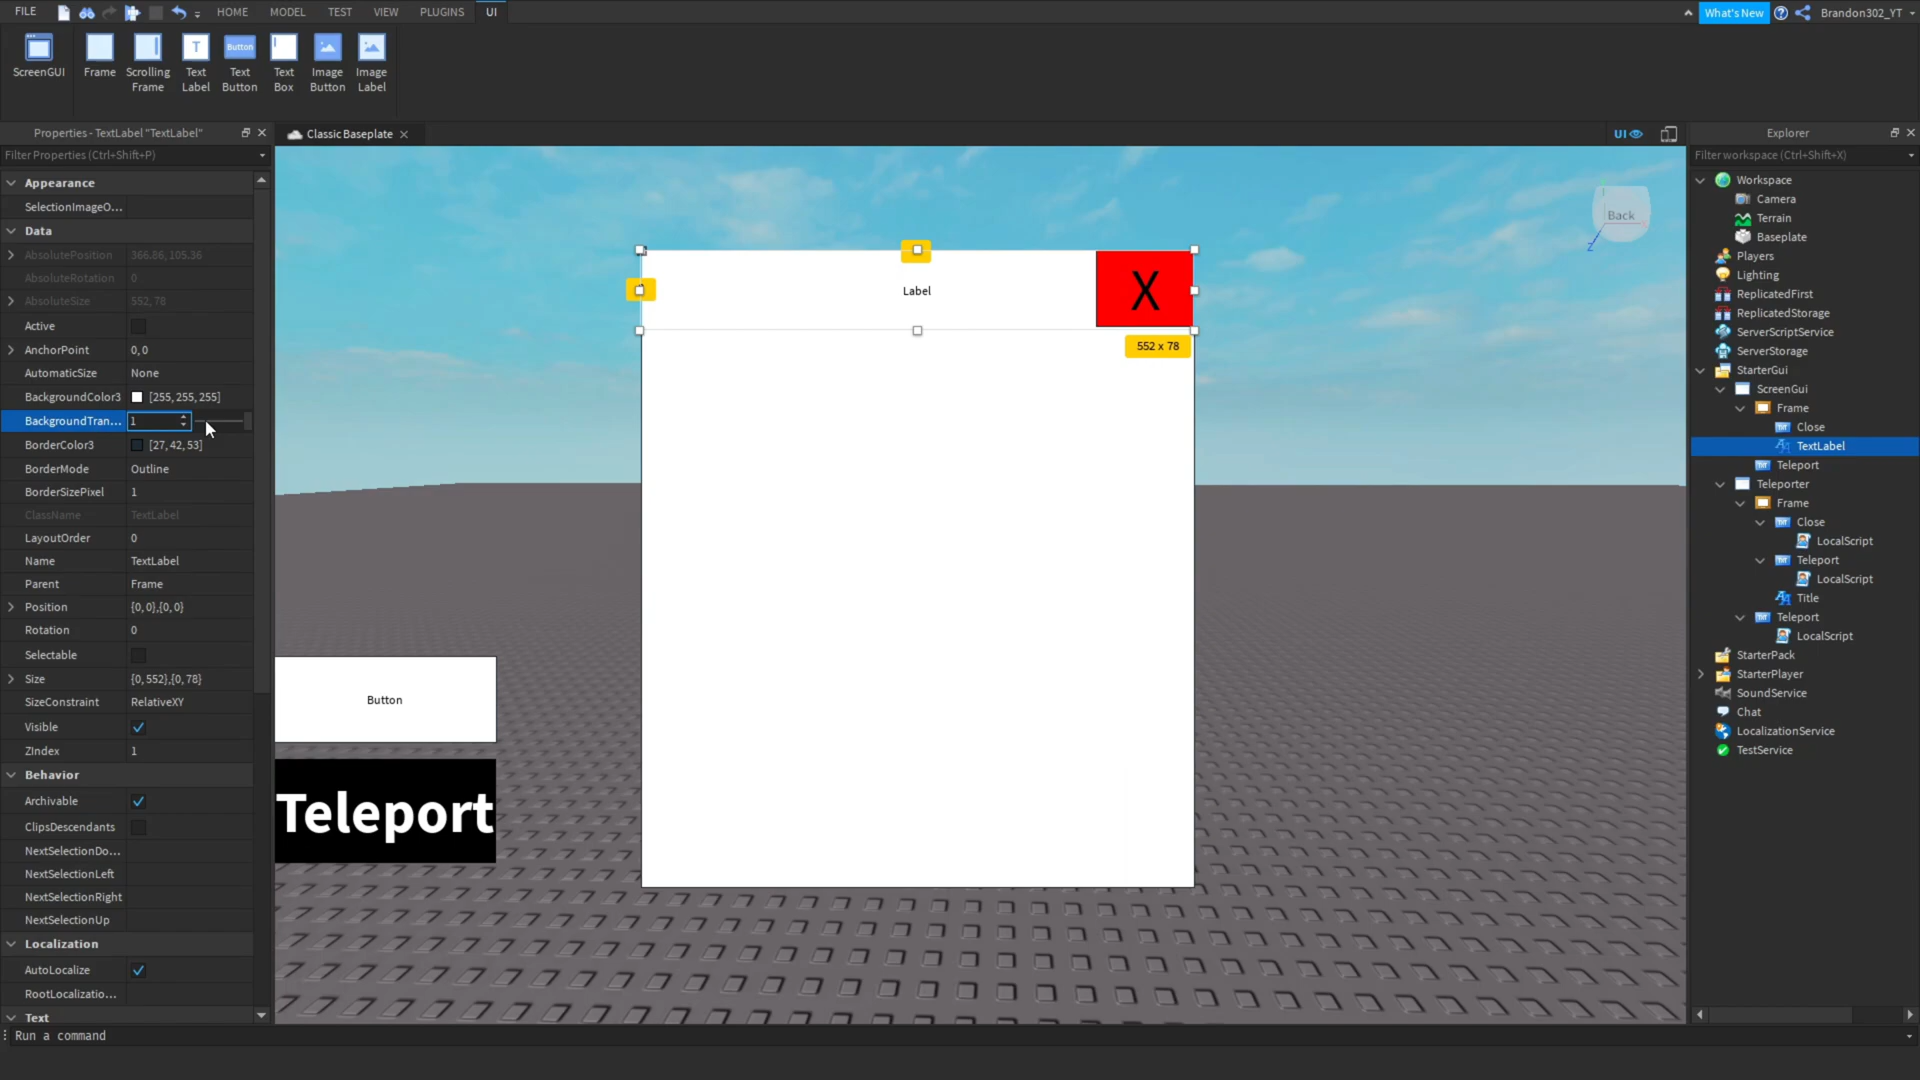 FILE
HOME
MODEL
TEST
VIEW
PLUGINS
UI
What's New
Brandon302_YT
ScreenGUI
Frame
Scrolling
Frame
Text
Label
Button
Text
Button
Text
Box
Image
Button
Image
Label
Properties - TextLabel "TextLabel"
Filter Properties (Ctrl+Shift+P)
Appearance
SelectionImageO...
Data
AbsolutePosition 366.86, 105.36
AbsoluteRotation 0
AbsoluteSize 552, 78
Active
AnchorPoint 0, 0
AutomaticSize None
BackgroundColor3 [255, 255, 255]
BackgroundTran... 1
BorderColor3 [27, 42, 53]
BorderMode Outline
BorderSizePixel 1
ClassName TextLabel
LayoutOrder 0
Name TextLabel
Parent Frame
Position {0, 0},{0, 0}
Rotation 0
Selectable
Size {0, 552},{0, 78}
SizeConstraint RelativeXY
Visible
ZIndex 1
Behavior
Archivable
ClipsDescendants
NextSelectionDo...
NextSelectionLeft
NextSelectionRight
NextSelectionUp
Localization
AutoLocalize
RootLocalizatio...
Text
Run a command
Classic Baseplate
UI
Back
Z
Label
X
552 x 78
Button
Teleport
Explorer
Filter workspace (Ctrl+Shift+X)
Workspace
Camera
Terrain
Baseplate
Players
Lighting
ReplicatedFirst
ReplicatedStorage
ServerScriptService
ServerStorage
StarterGui
ScreenGui
Frame
Close
TextLabel
Teleport
Teleporter
Frame
Close
LocalScript
Teleport
LocalScript
Title
Teleport
LocalScript
StarterPack
StarterPlayer
SoundService
Chat
LocalizationService
TestService